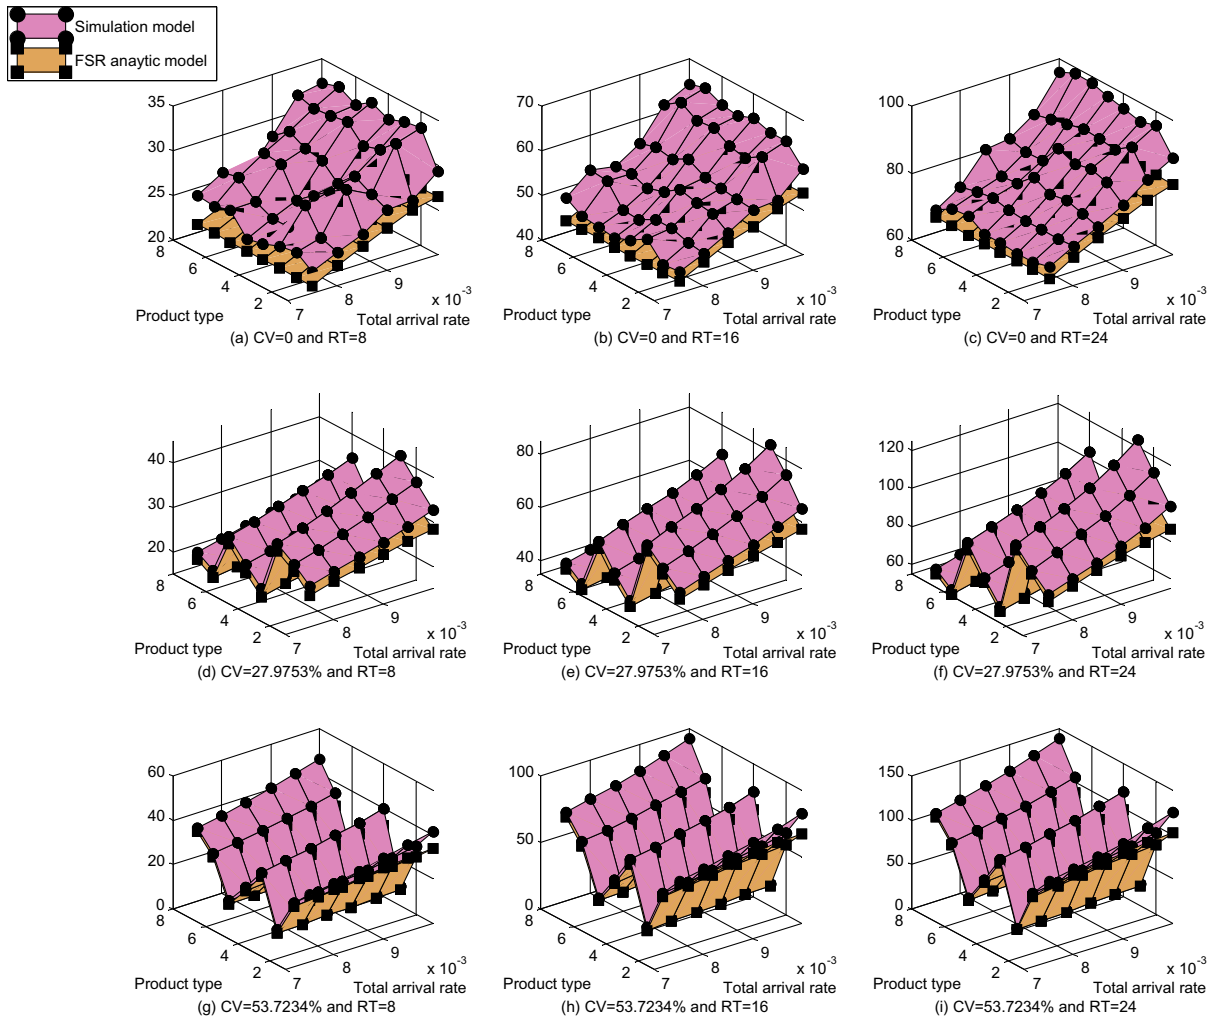 Simulation model
FSR anaytic model
35
30
25
20
8
6
4
2
7
8
9
x 10-3
Product type
Total arrival rate
(a) CV=0 and RT=8
70
60
50
40
8
6
4
2
7
8
9
x 10-3
Product type
Total arrival rate
(b) CV=0 and RT=16
100
80
60
8
6
4
2
7
8
9
x 10-3
Product type
Total arrival rate
(c) CV=0 and RT=24
40
30
20
8
6
4
2
7
8
9
x 10-3
Product type
Total arrival rate
(d) CV=27.9753% and RT=8
80
60
40
8
6
4
2
7
8
9
x 10-3
Product type
Total arrival rate
(e) CV=27.9753% and RT=16
120
100
80
60
8
6
4
2
7
8
9
x 10-3
Product type
Total arrival rate
(f) CV=27.9753% and RT=24
60
40
20
0
8
6
4
2
7
8
9
x 10-3
Product type
Total arrival rate
(g) CV=53.7234% and RT=8
100
50
0
8
6
4
2
7
8
9
x 10-3
Product type
Total arrival rate
(h) CV=53.7234% and RT=16
150
100
50
0
8
6
4
2
7
8
9
x 10-3
Product type
Total arrival rate
(i) CV=53.7234% and RT=24